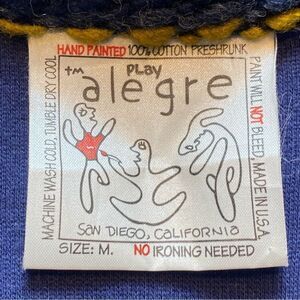 HAND PAINTED 100% COTTON PRESHRUNK
TM PLAY
alegre
MACHINE WASH COLD, TUMBLE DRY COOL
PAINT WILL NOT BLEED, MADE IN U.S.A.
SAN DIEGO, CALIFORNIA
SIZE: M. NO IRONING NEEDED